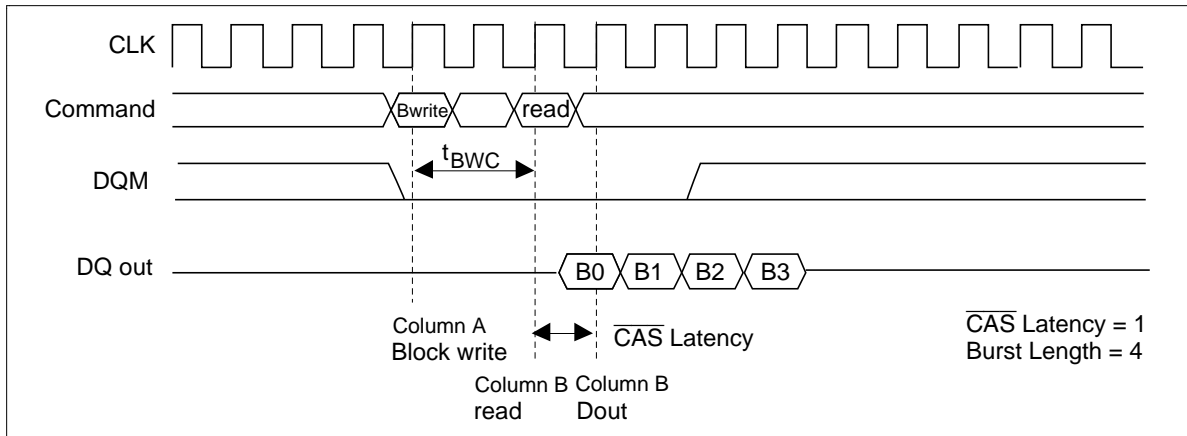 CLK
Command
Bwrite
read
tBWC
DQM
DQ out
B0 B1 B2 B3
Column A
Block write
CAS Latency
CAS Latency = 1
Burst Length = 4
Column B Column B
read Dout